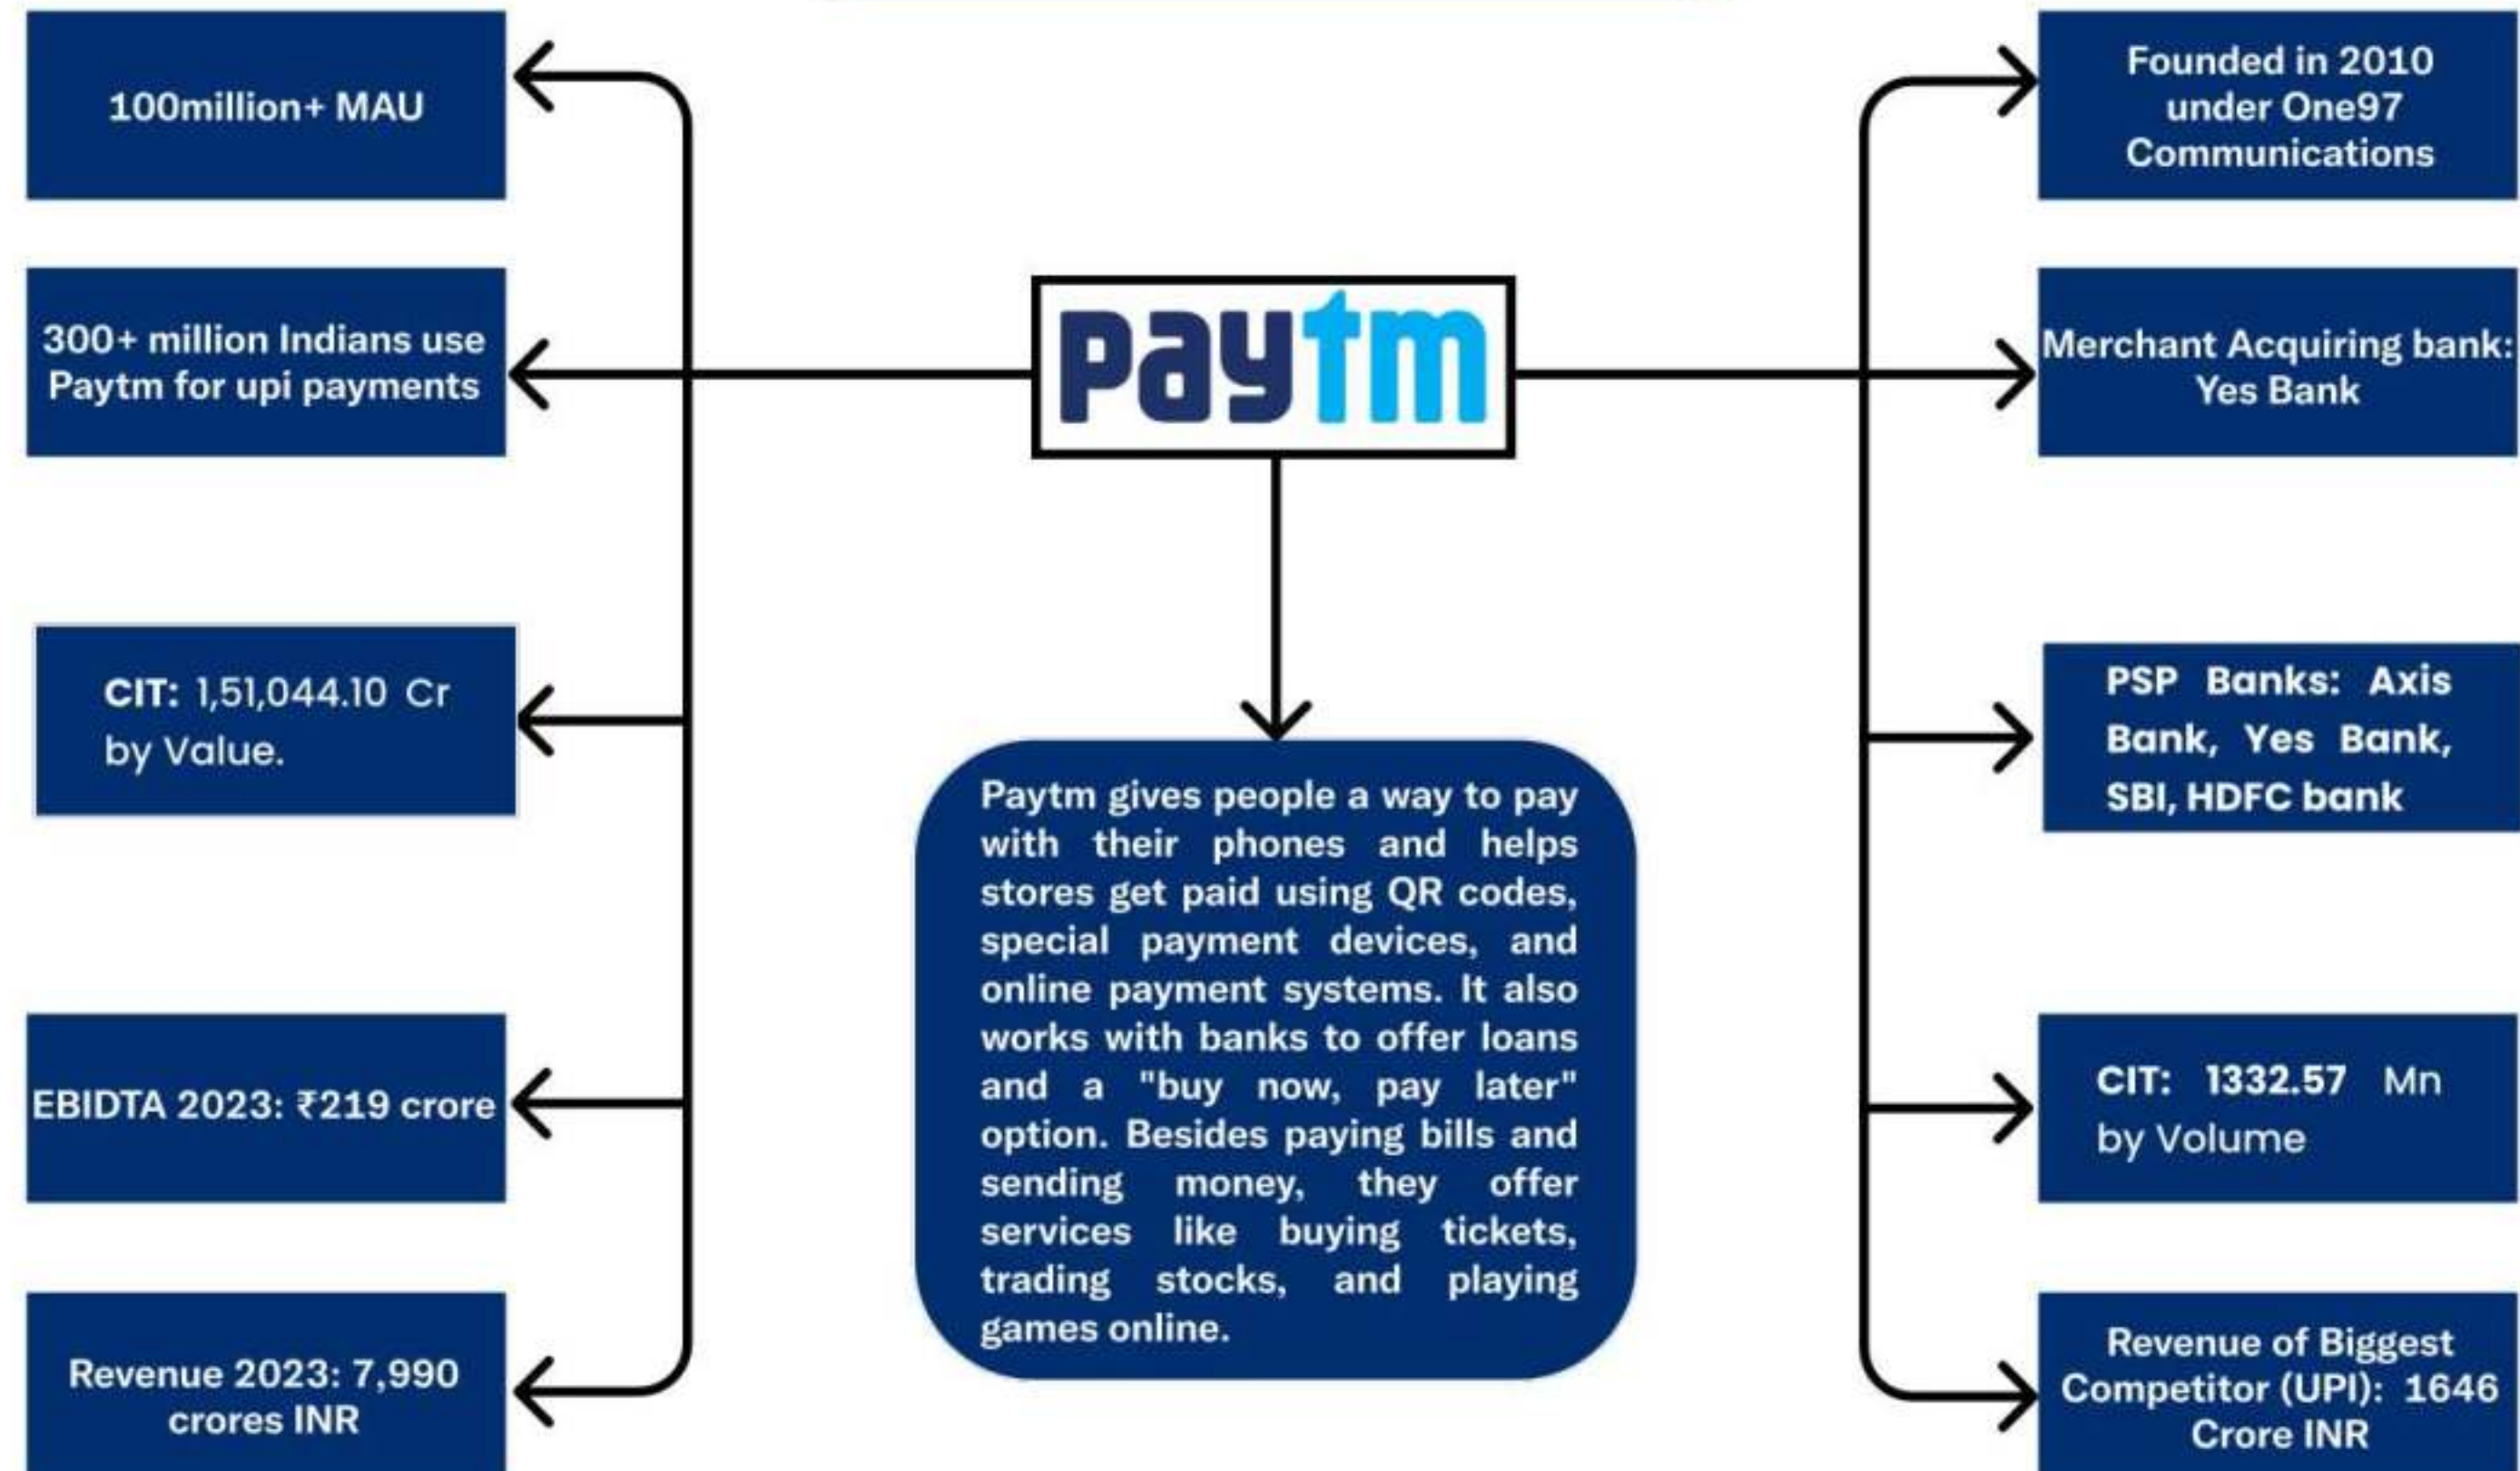 100million+ MAU
300+ million Indians use
Paytm for upi payments
CIT: 1,51,044.10 Cr
by Value.
EBIDTA 2023: ₹219 crore
Revenue 2023: 7,990
crores INR
paytm
Paytm gives people a way to pay
with their phones and helps
stores get paid using QR codes,
special payment devices, and
online payment systems. It also
works with banks to offer loans
and a "buy now, pay later"
option. Besides paying bills and
sending money, they offer
services like buying tickets,
trading stocks, and playing
games online.
Founded in 2010
under One97
Communications
Merchant Acquiring bank:
Yes Bank
PSP Banks: Axis
Bank, Yes Bank,
SBI, HDFC bank
CIT: 1332.57 Mn
by Volume
Revenue of Biggest
Competitor (UPI): 1646
Crore INR